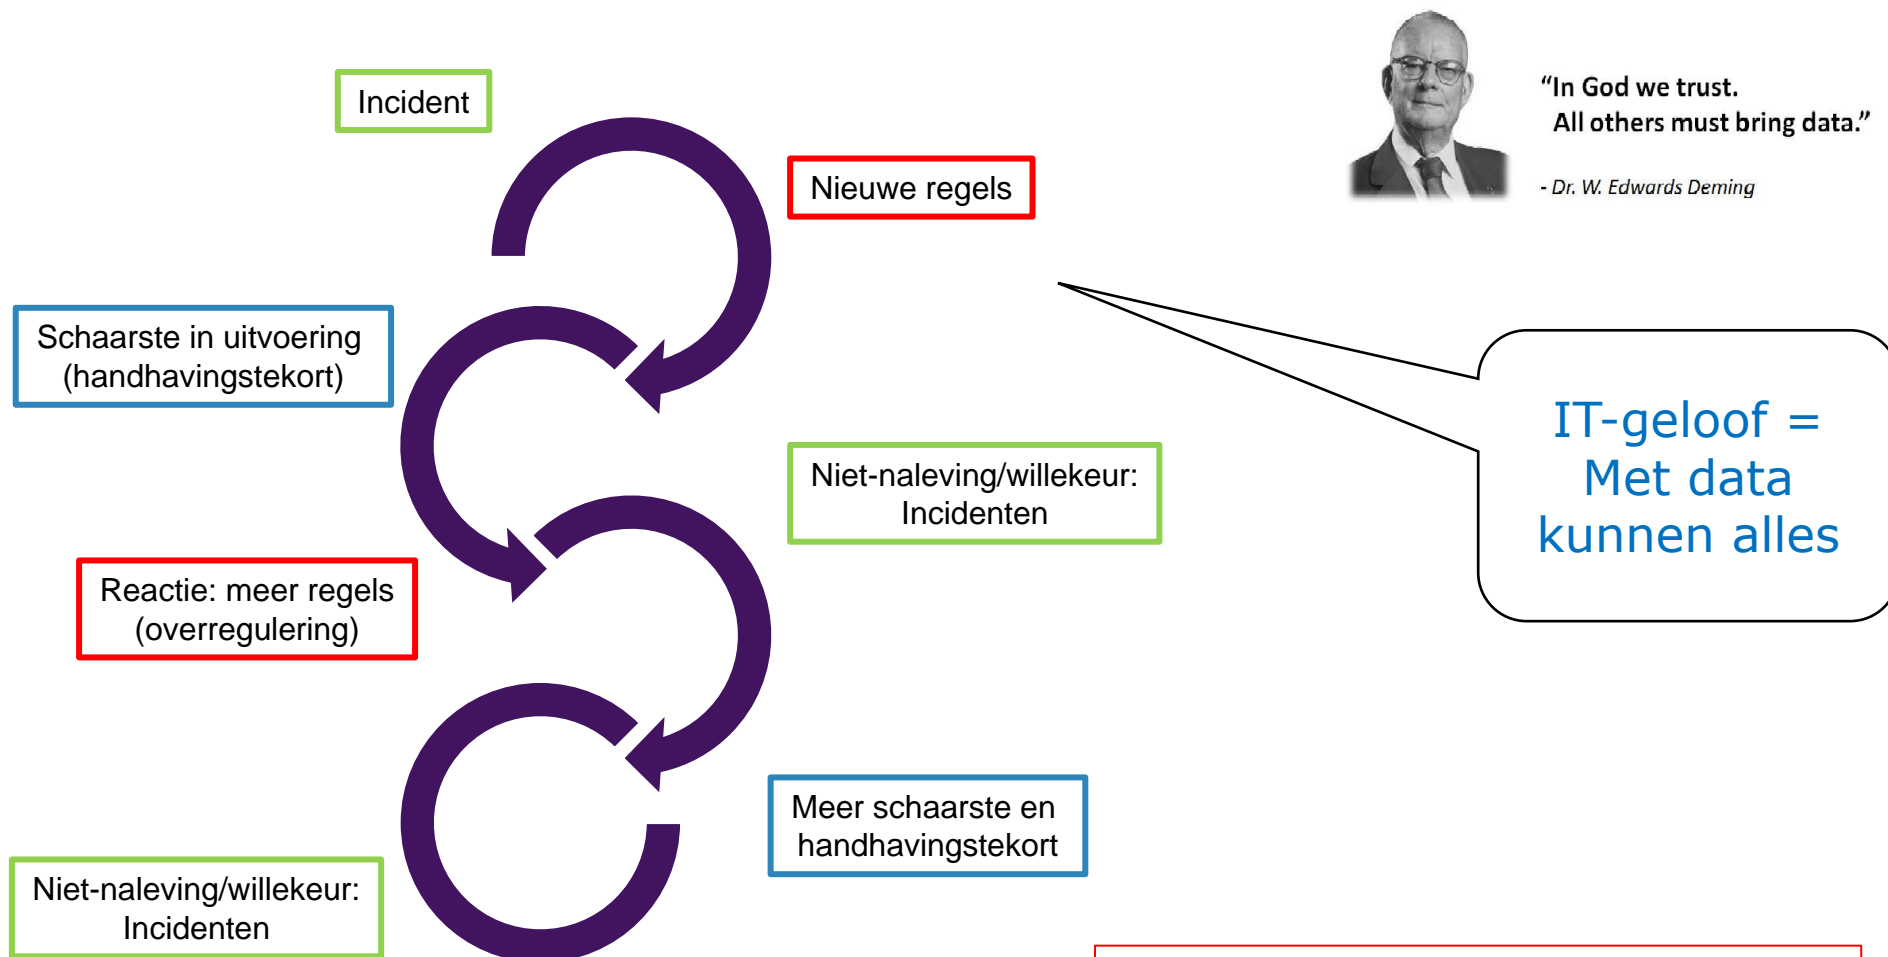 Incident
"In God we trust.
All others must bring data."
- Dr. W. Edwards Deming
Nieuwe regels
Schaarste in uitvoering
(handhavingstekort)
IT-geloof =
Met data
kunnen alles
Niet-naleving/willekeur:
Incidenten
Reactie: meer regels
(overregulering)
Meer schaarste en
handhavingstekort
Niet-naleving/willekeur:
Incidenten